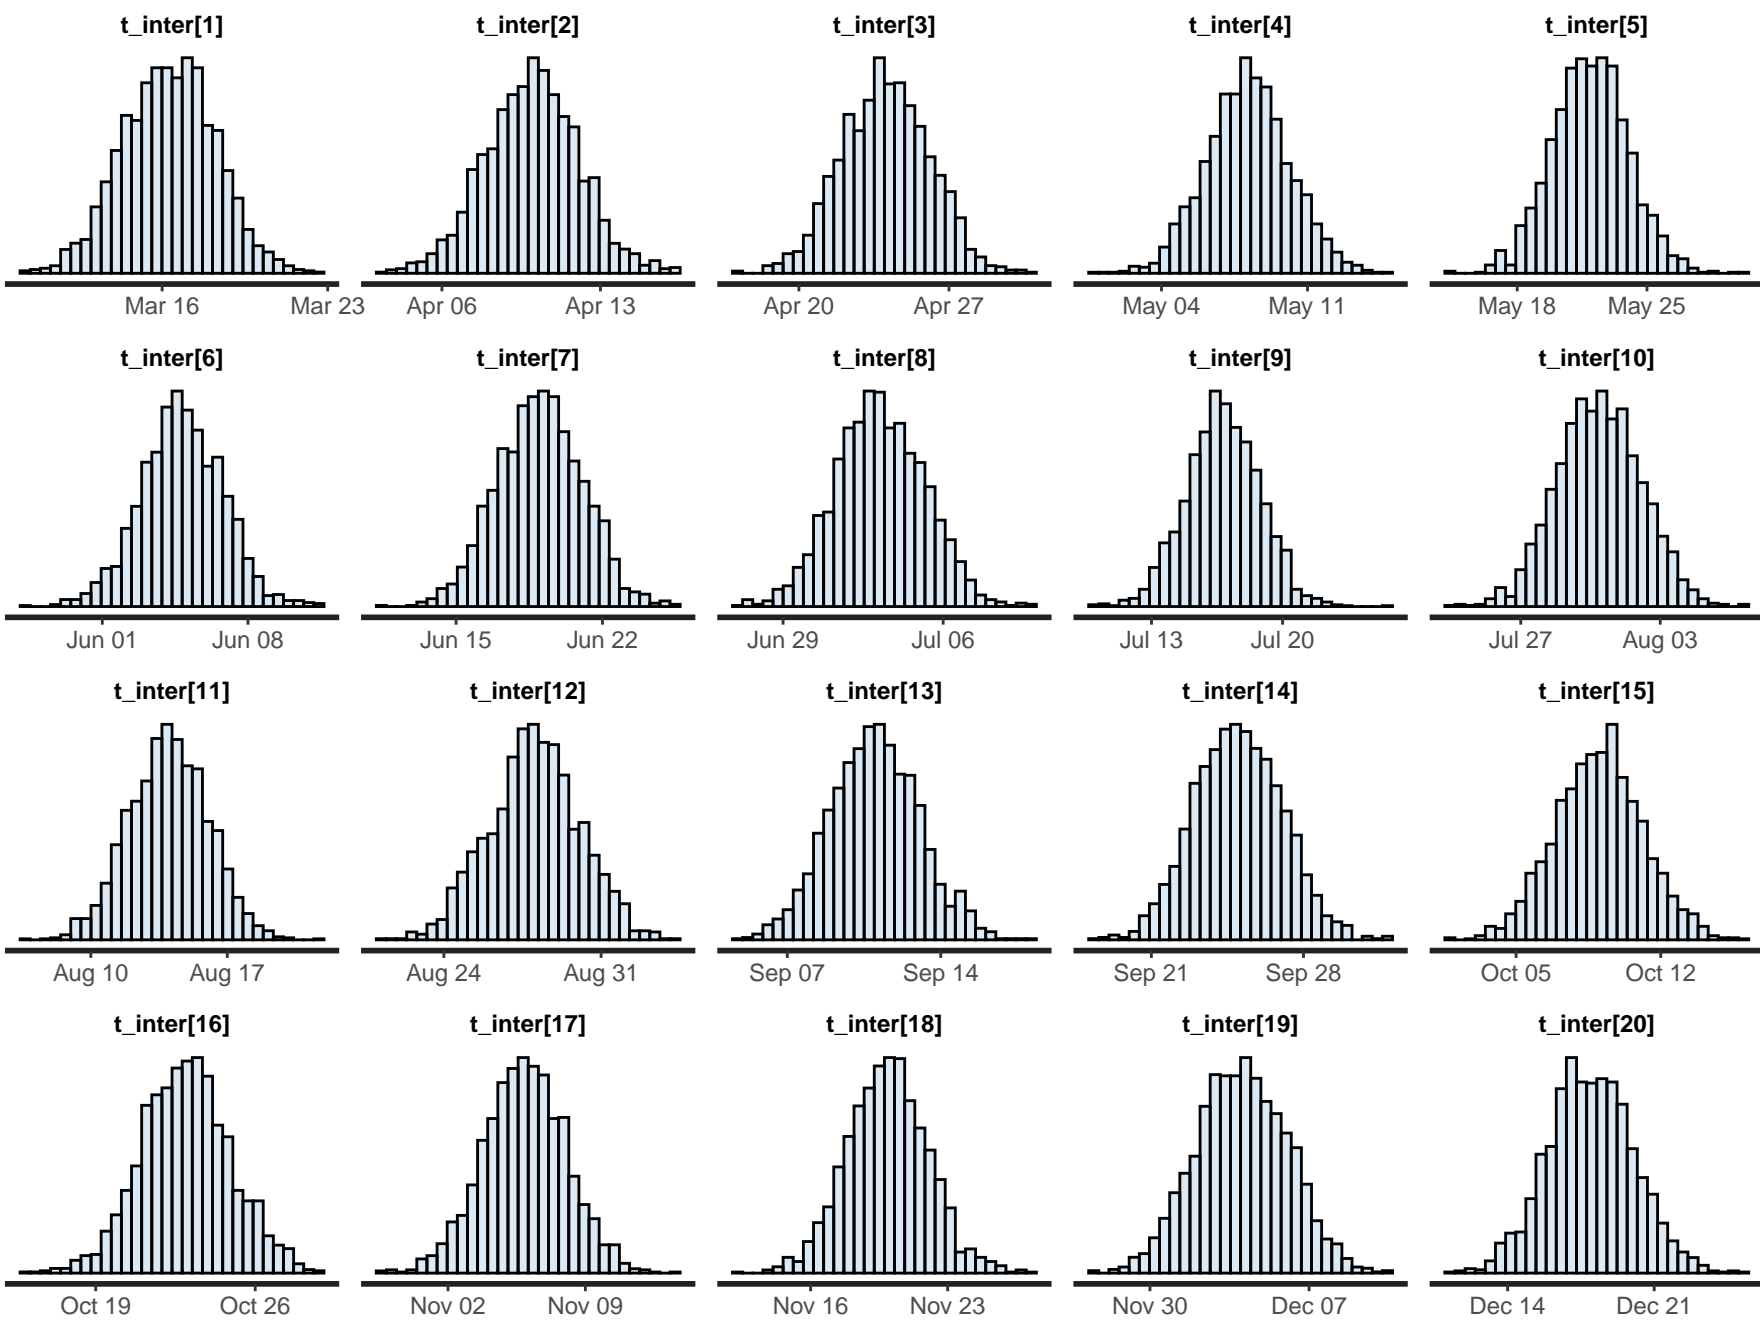 t_inter[1] t_inter[2] t_inter[3] t_inter[4] t_inter[5]
Mar 16 Mar 23 Apr 06 Apr 13 Apr 20 Apr 27 May 04 May 11 May 18 May 25
t_inter[6] t_inter[7] t_inter[8] t_inter[9] t_inter[10]
Jun 01 Jun 08 Jun 15 Jun 22 Jun 29 Jul 06 Jul 13 Jul 20 Jul 27 Aug 03
t_inter[11] t_inter[12] t_inter[13] t_inter[14] t_inter[15]
Aug 10 Aug 17 Aug 24 Aug 31 Sep 07 Sep 14 Sep 21 Sep 28 Oct 05 Oct 12
t_inter[16] t_inter[17] t_inter[18] t_inter[19] t_inter[20]
Oct 19 Oct 26 Nov 02 Nov 09 Nov 16 Nov 23 Nov 30 Dec 07 Dec 14 Dec 21